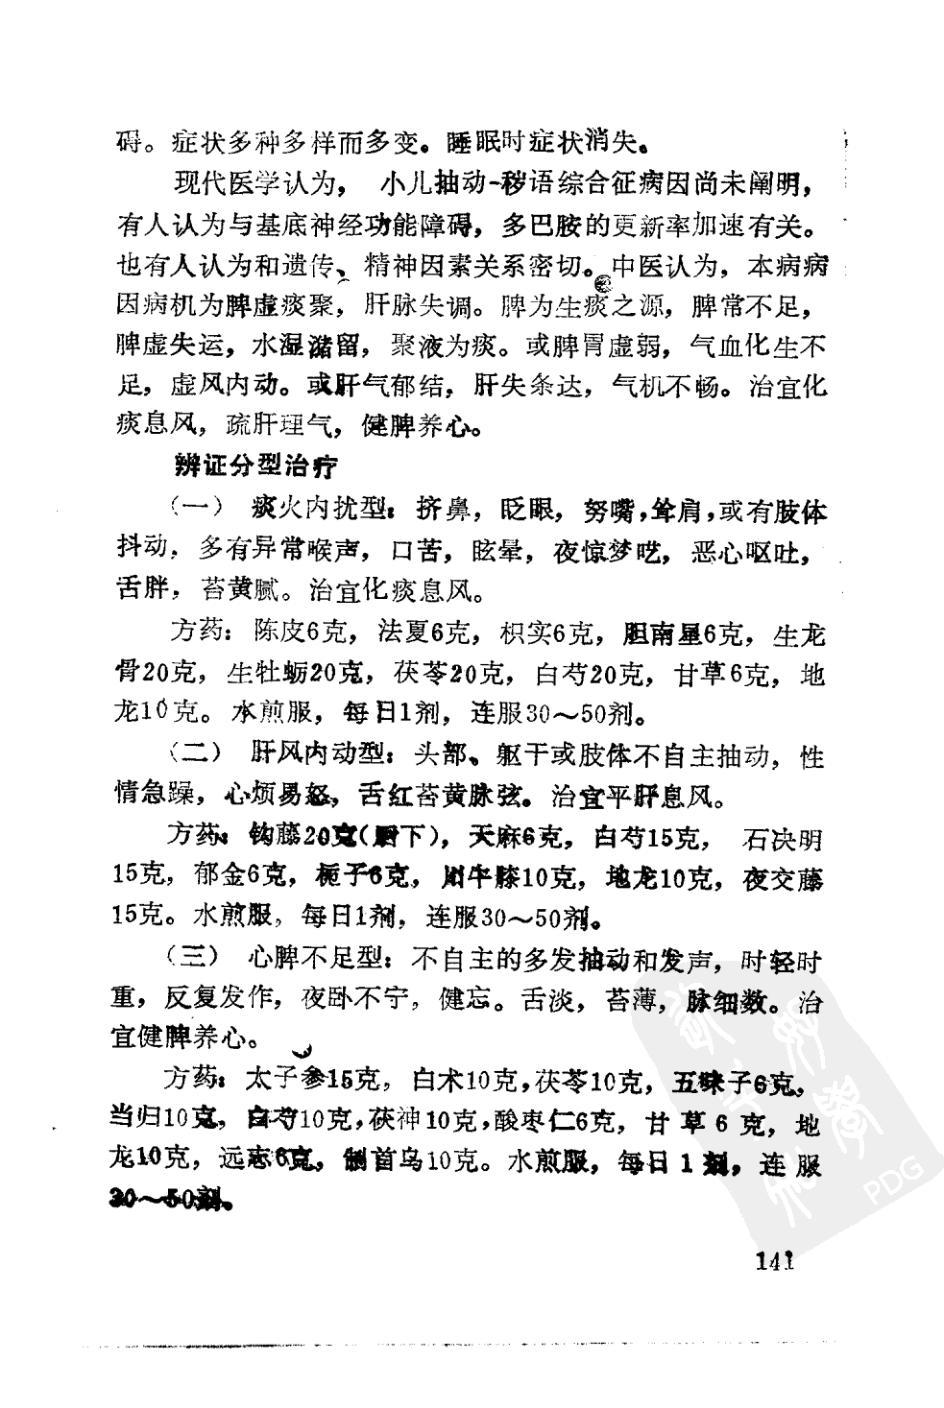 碍。症状多种多样而多变。睡眠时症状消失。
现代医学认为， 小儿抽动-秽语综合征病因尚未阐明，
有人认为与基底神经功能障碍，多巴胺的更新率加速有关。
也有人认为和遗传、精神因素关系密切。中医认为，本病病
因病机为脾虚痰聚，肝脉失调。脾为生痰之源，脾常不足，
脾虚失运，水湿潴留，聚液为痰。或脾胃虚弱，气血化生不
足，虚风内动。或肝气郁结，肝失条达，气机不畅。治宜化
痰息风，疏肝理气，健脾养心。
辨证分型治疗
（一） 痰火内扰型：挤鼻，眨眼，努嘴，耸肩，或有肢体
抖动，多有异常喉声，口苦，眩晕，夜惊梦呓，恶心呕吐，
舌胖，苔黄腻。治宜化痰息风。
方药：陈皮6克，法夏6克，枳实6克，胆南星6克，生龙
骨20克，生牡蛎20克，茯苓20克，白芍20克，甘草6克，地
龙10克。水煎服，每日1剂，连服30～50剂。
（二） 肝风内动型：头部、躯干或肢体不自主抽动，性
情急躁，心烦易怒，舌红苔黄脉弦。治宜平肝息风。
方药：钩藤20克（后下），天麻6克，白芍15克， 石决明
15克，郁金6克，栀子6克，川牛膝10克，地龙10克，夜交藤
15克。水煎服，每日1剂，连服30～50剂。
（三） 心脾不足型：不自主的多发抽动和发声，时轻时
重，反复发作，夜卧不宁，健忘。舌淡，苔薄，脉细数。治
宜健脾养心。
方药：太子参15克，白术10克，茯苓10克，五味子6克，
当归10克，白芍10克，茯神10克，酸枣仁6克，甘草6克，地
龙10克，远志6克，制首乌10克。水煎服，每日1剂，连服
30～50剂。
141
PDG